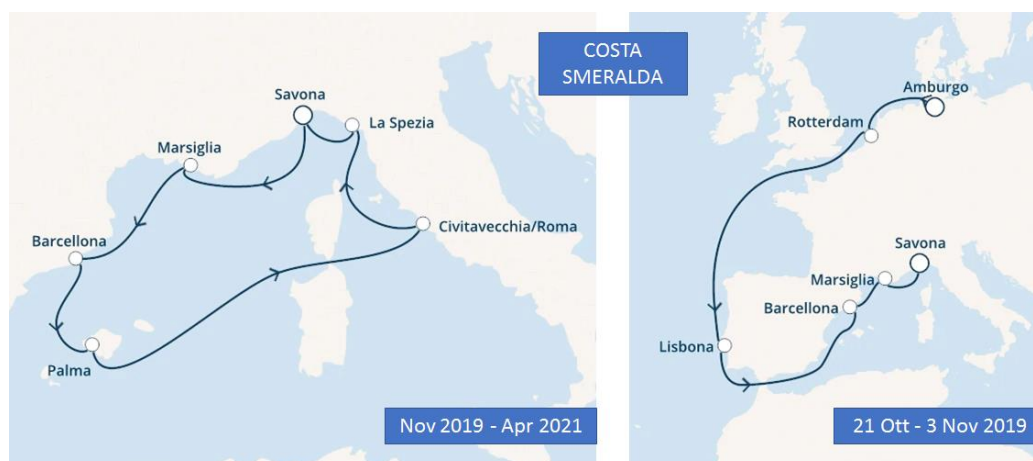 COSTA
SMERALDA
Savona
La Spezia
Marsiglia
Civitavecchia/Roma
Barcellona
Palma
Nov 2019 - Apr 2021
Amburgo
Rotterdam
Savona
Marsiglia
Barcellona
Lisbona
21 Ott - 3 Nov 2019